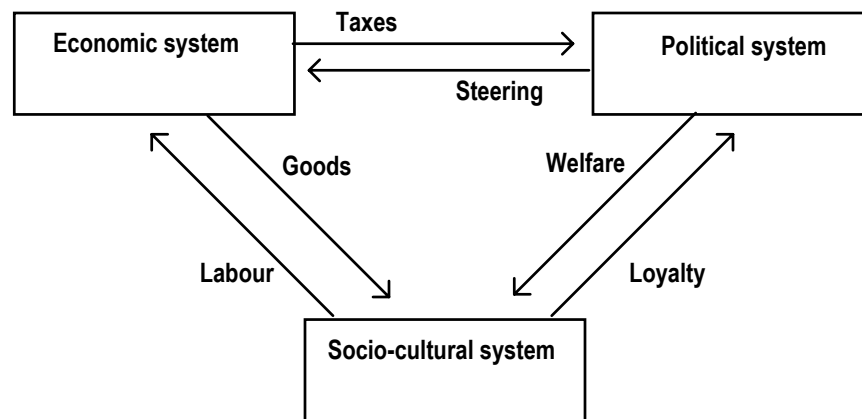 Taxes
Economic system
Political system
Steering
Goods
Welfare
Labour
Loyalty
Socio-cultural system